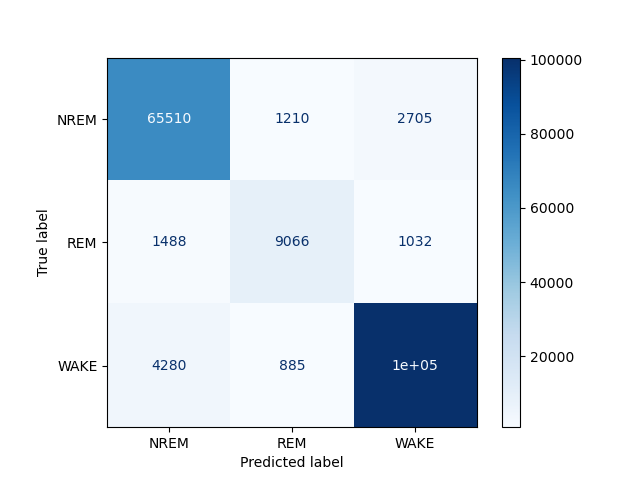 100000
80000
60000
40000
20000
NREM 65510 1210 2705
REM 1488 9066 1032
WAKE 4280 885 1e+05
NREM REM WAKE
Predicted label
True label